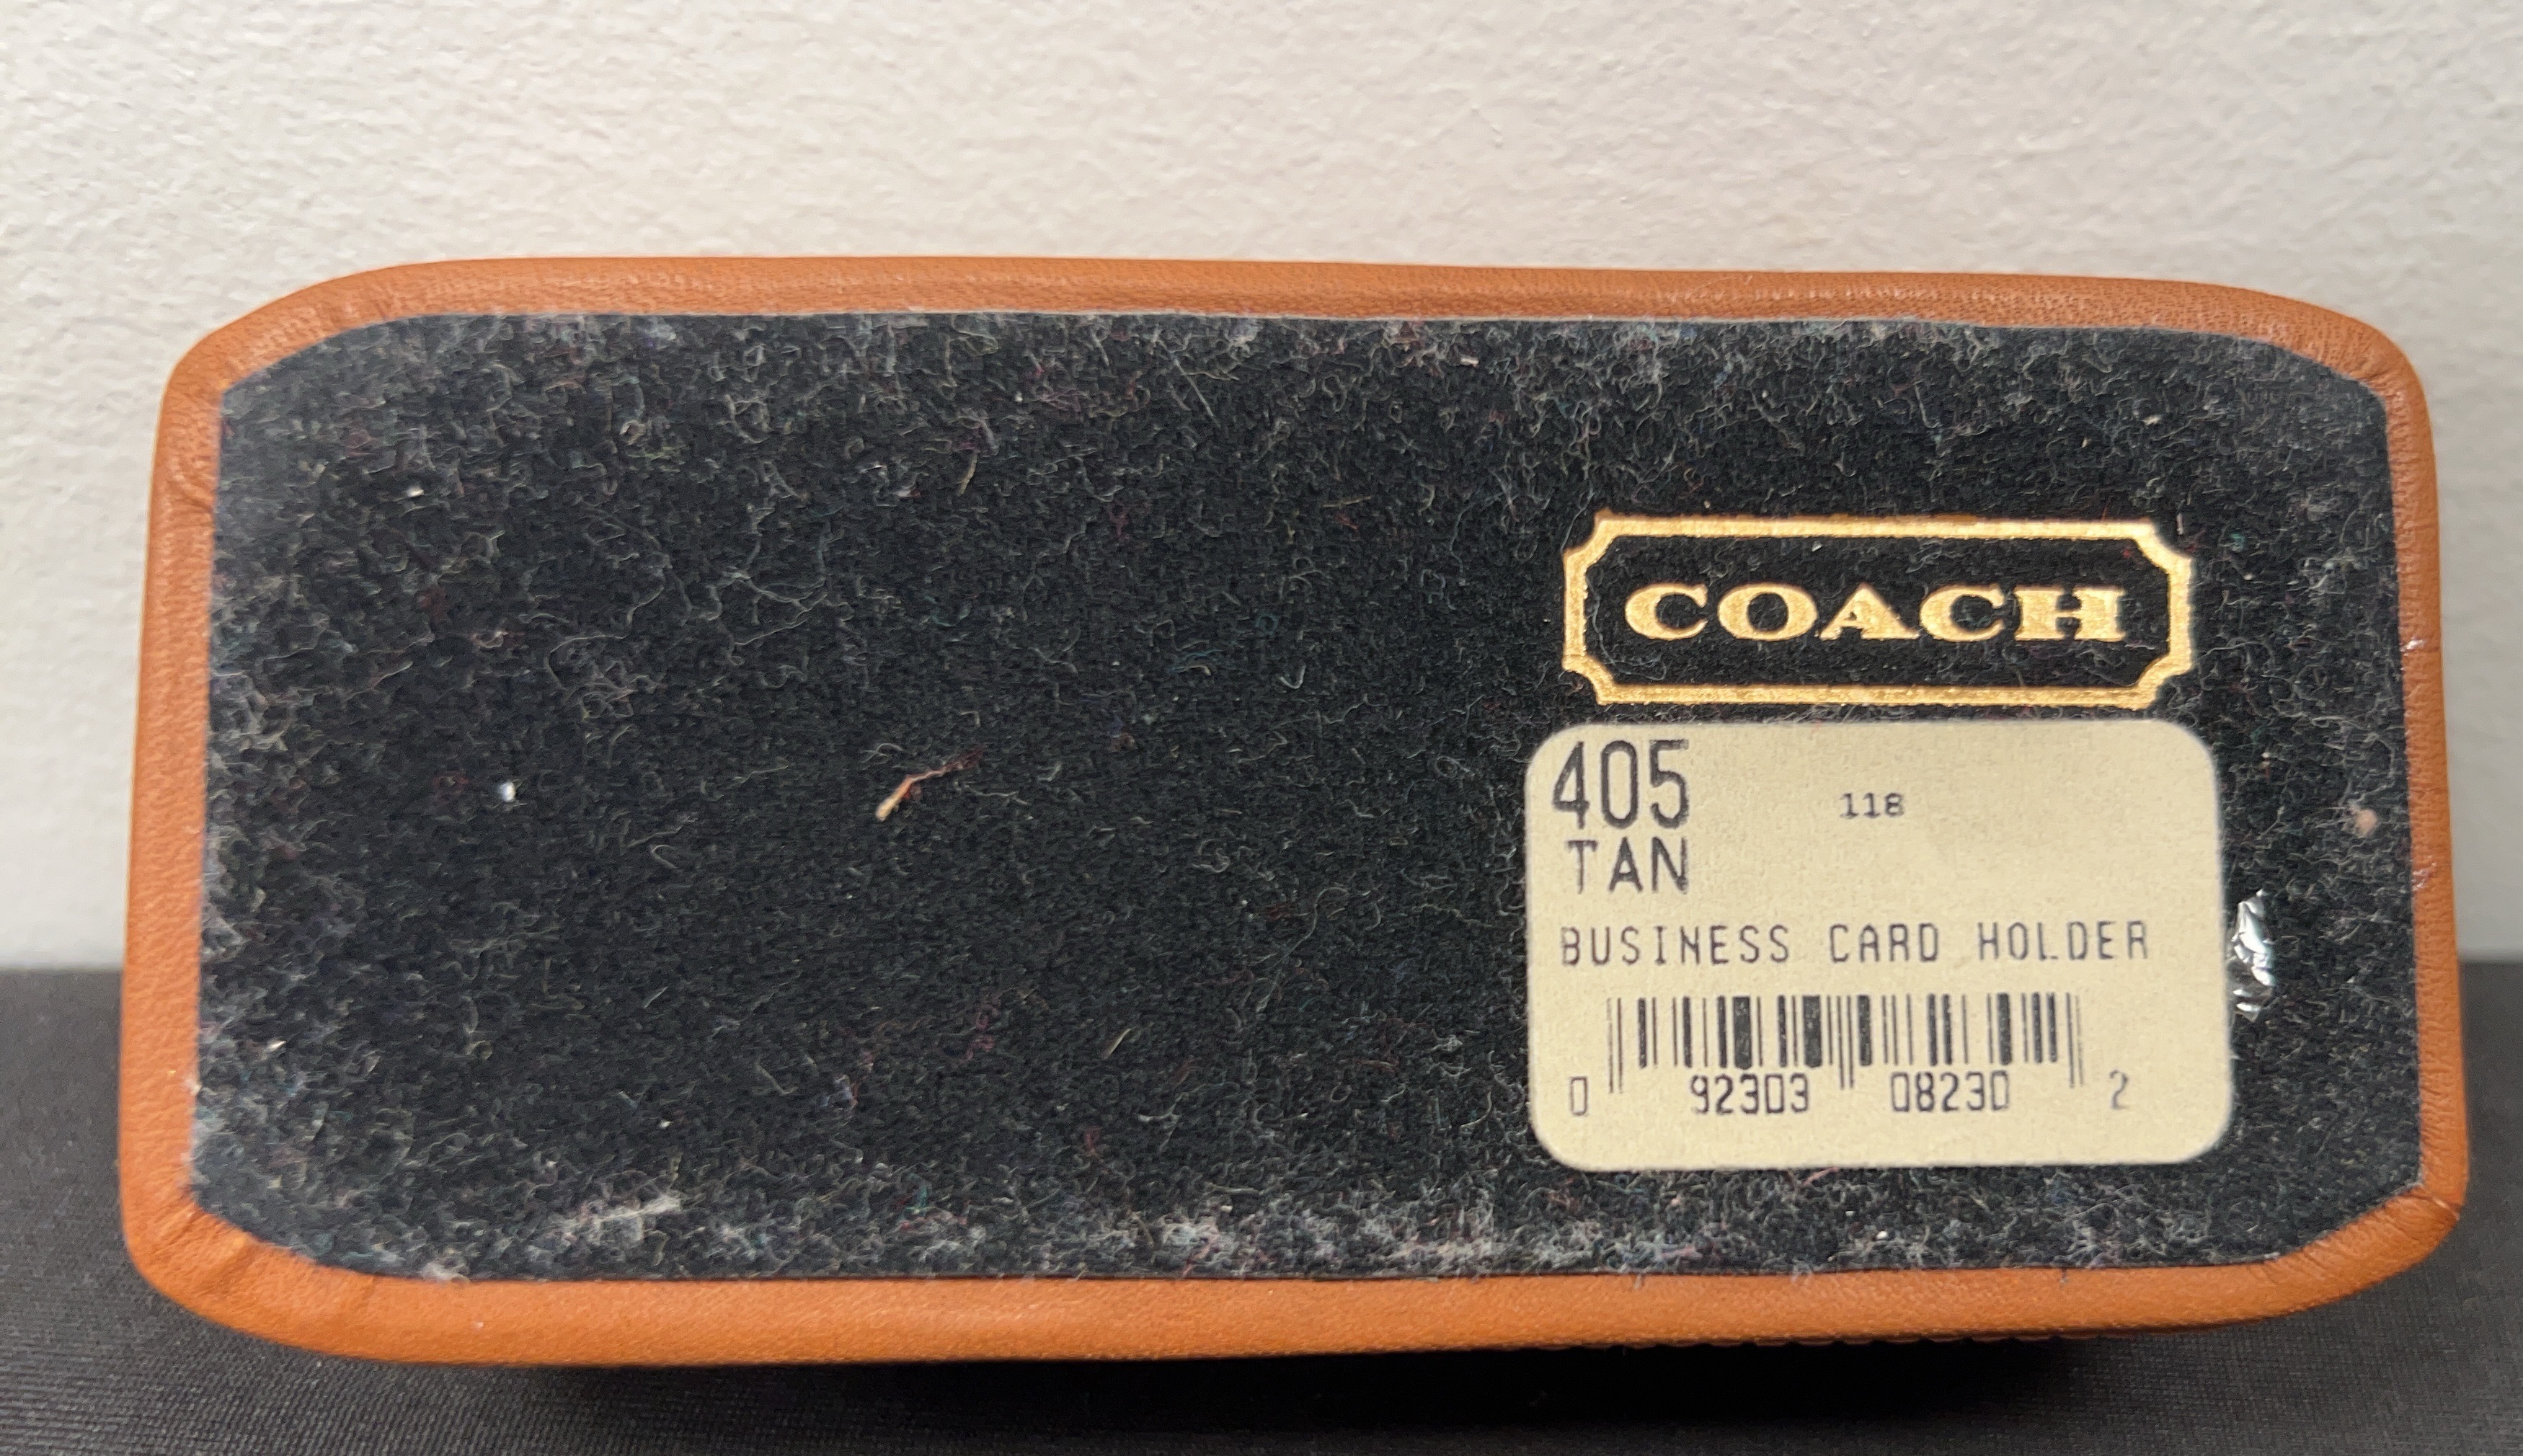 COACH
405 118
TAN
BUSINESS CARD HOLDER
0 92303 08230 2